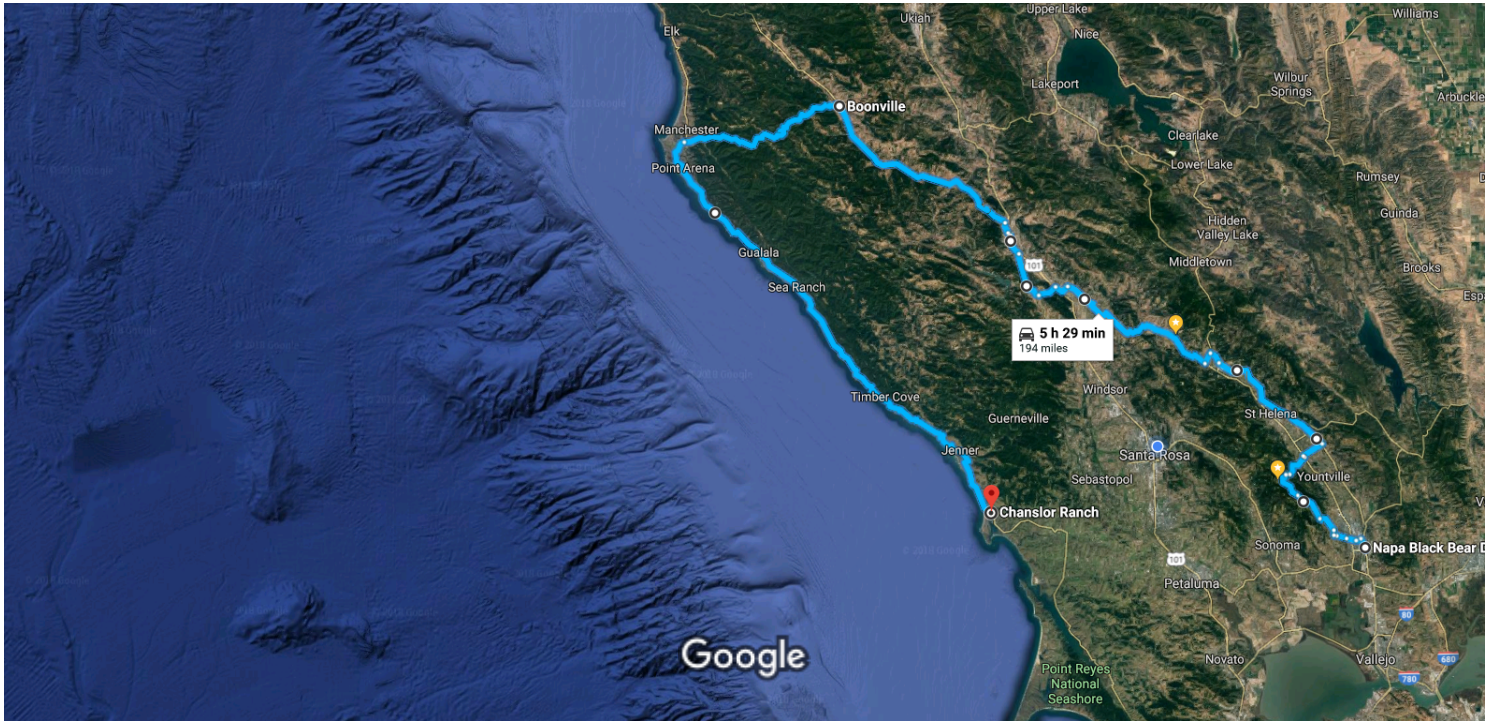 Ukiah
Upper Lake
Williams
Elk
Nice
Lakeport
Wilbur
Springs
Arbuckle
Boonville
Manchester
Clearlake
Point Arena
Lower Lake
Rumsey
Hidden
Valley Lake
Guinda
Gualala
101
Middletown
Brooks
Sea Ranch
Esp
5 h 29 min
194 miles
Windsor
Timber Cove
Guerneville
St Helena
Jenner
Santa Rosa
Sebastopol
Yountville
Chanslor Ranch
Sonoma
Napa Black Bear D
101
Petaluma
80
Google
Novato
Vallejo
680
780
Point Reyes
National
Seashore
© 2018 Google